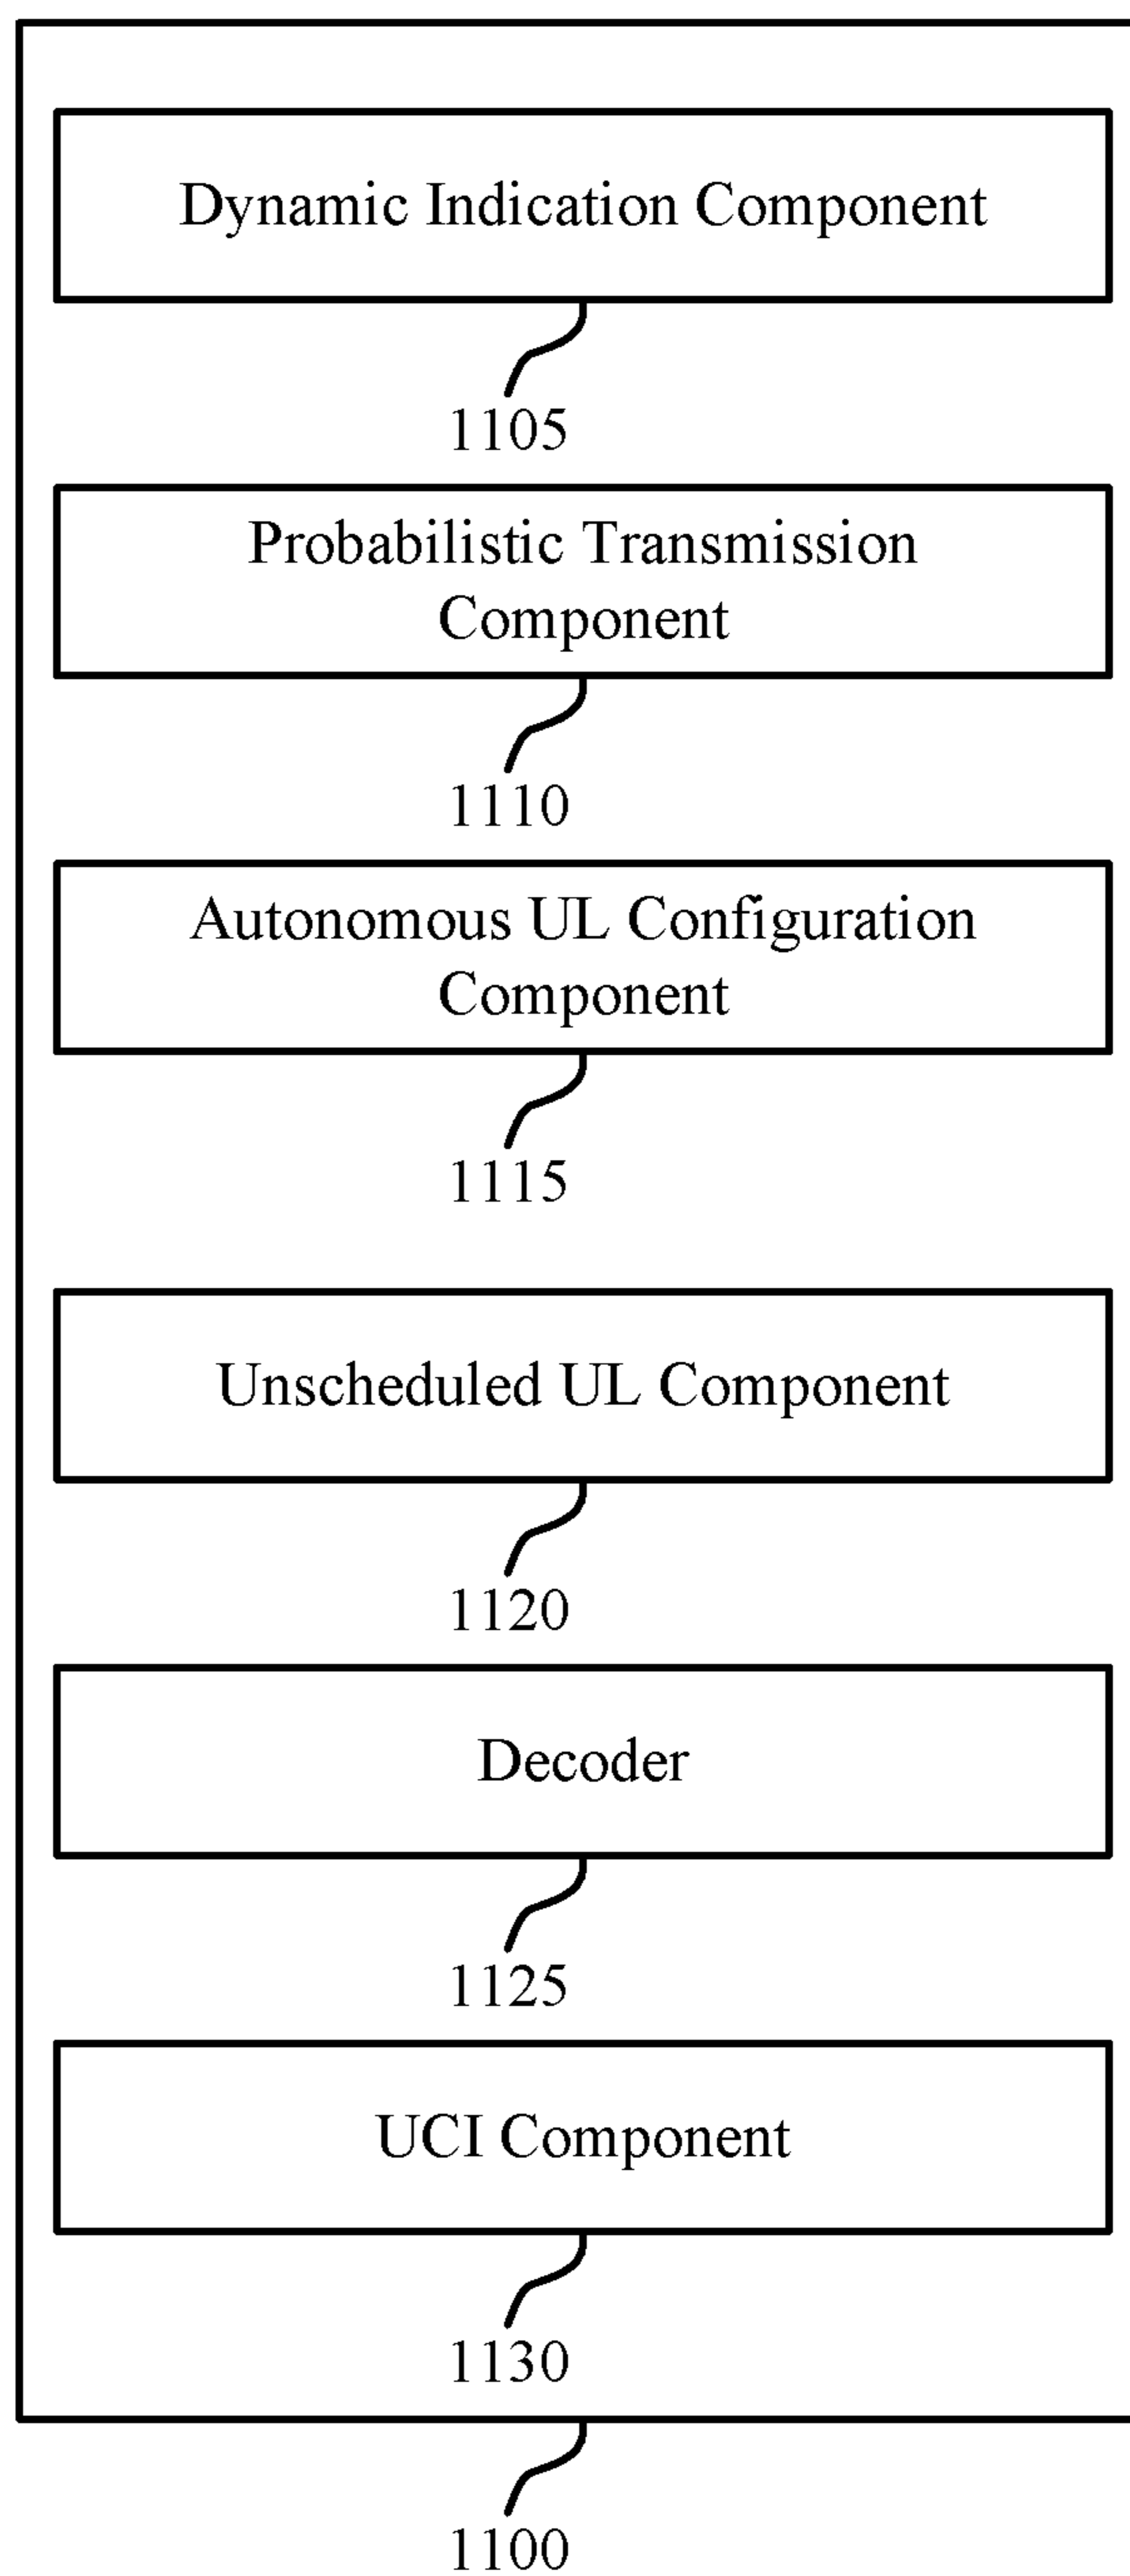 Dynamic Indication Component
1105
Probabilistic Transmission
Component
1110
Autonomous UL Configuration
Component
1115
Unscheduled UL Component
1120
Decoder
1125
UCI Component
1130
1100